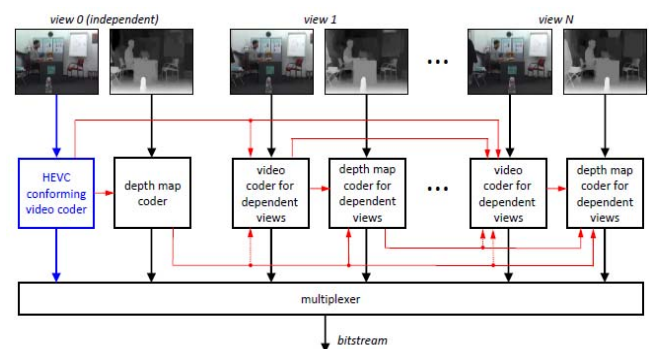 view 0 (independent)
view 1
view N
...
HEVC
conforming
video coder
depth map
coder
video
coder for
dependent
views
depth map
coder for
dependent
views
...
video
coder for
dependent
views
depth map
coder for
dependent
views
multiplexer
bitstream